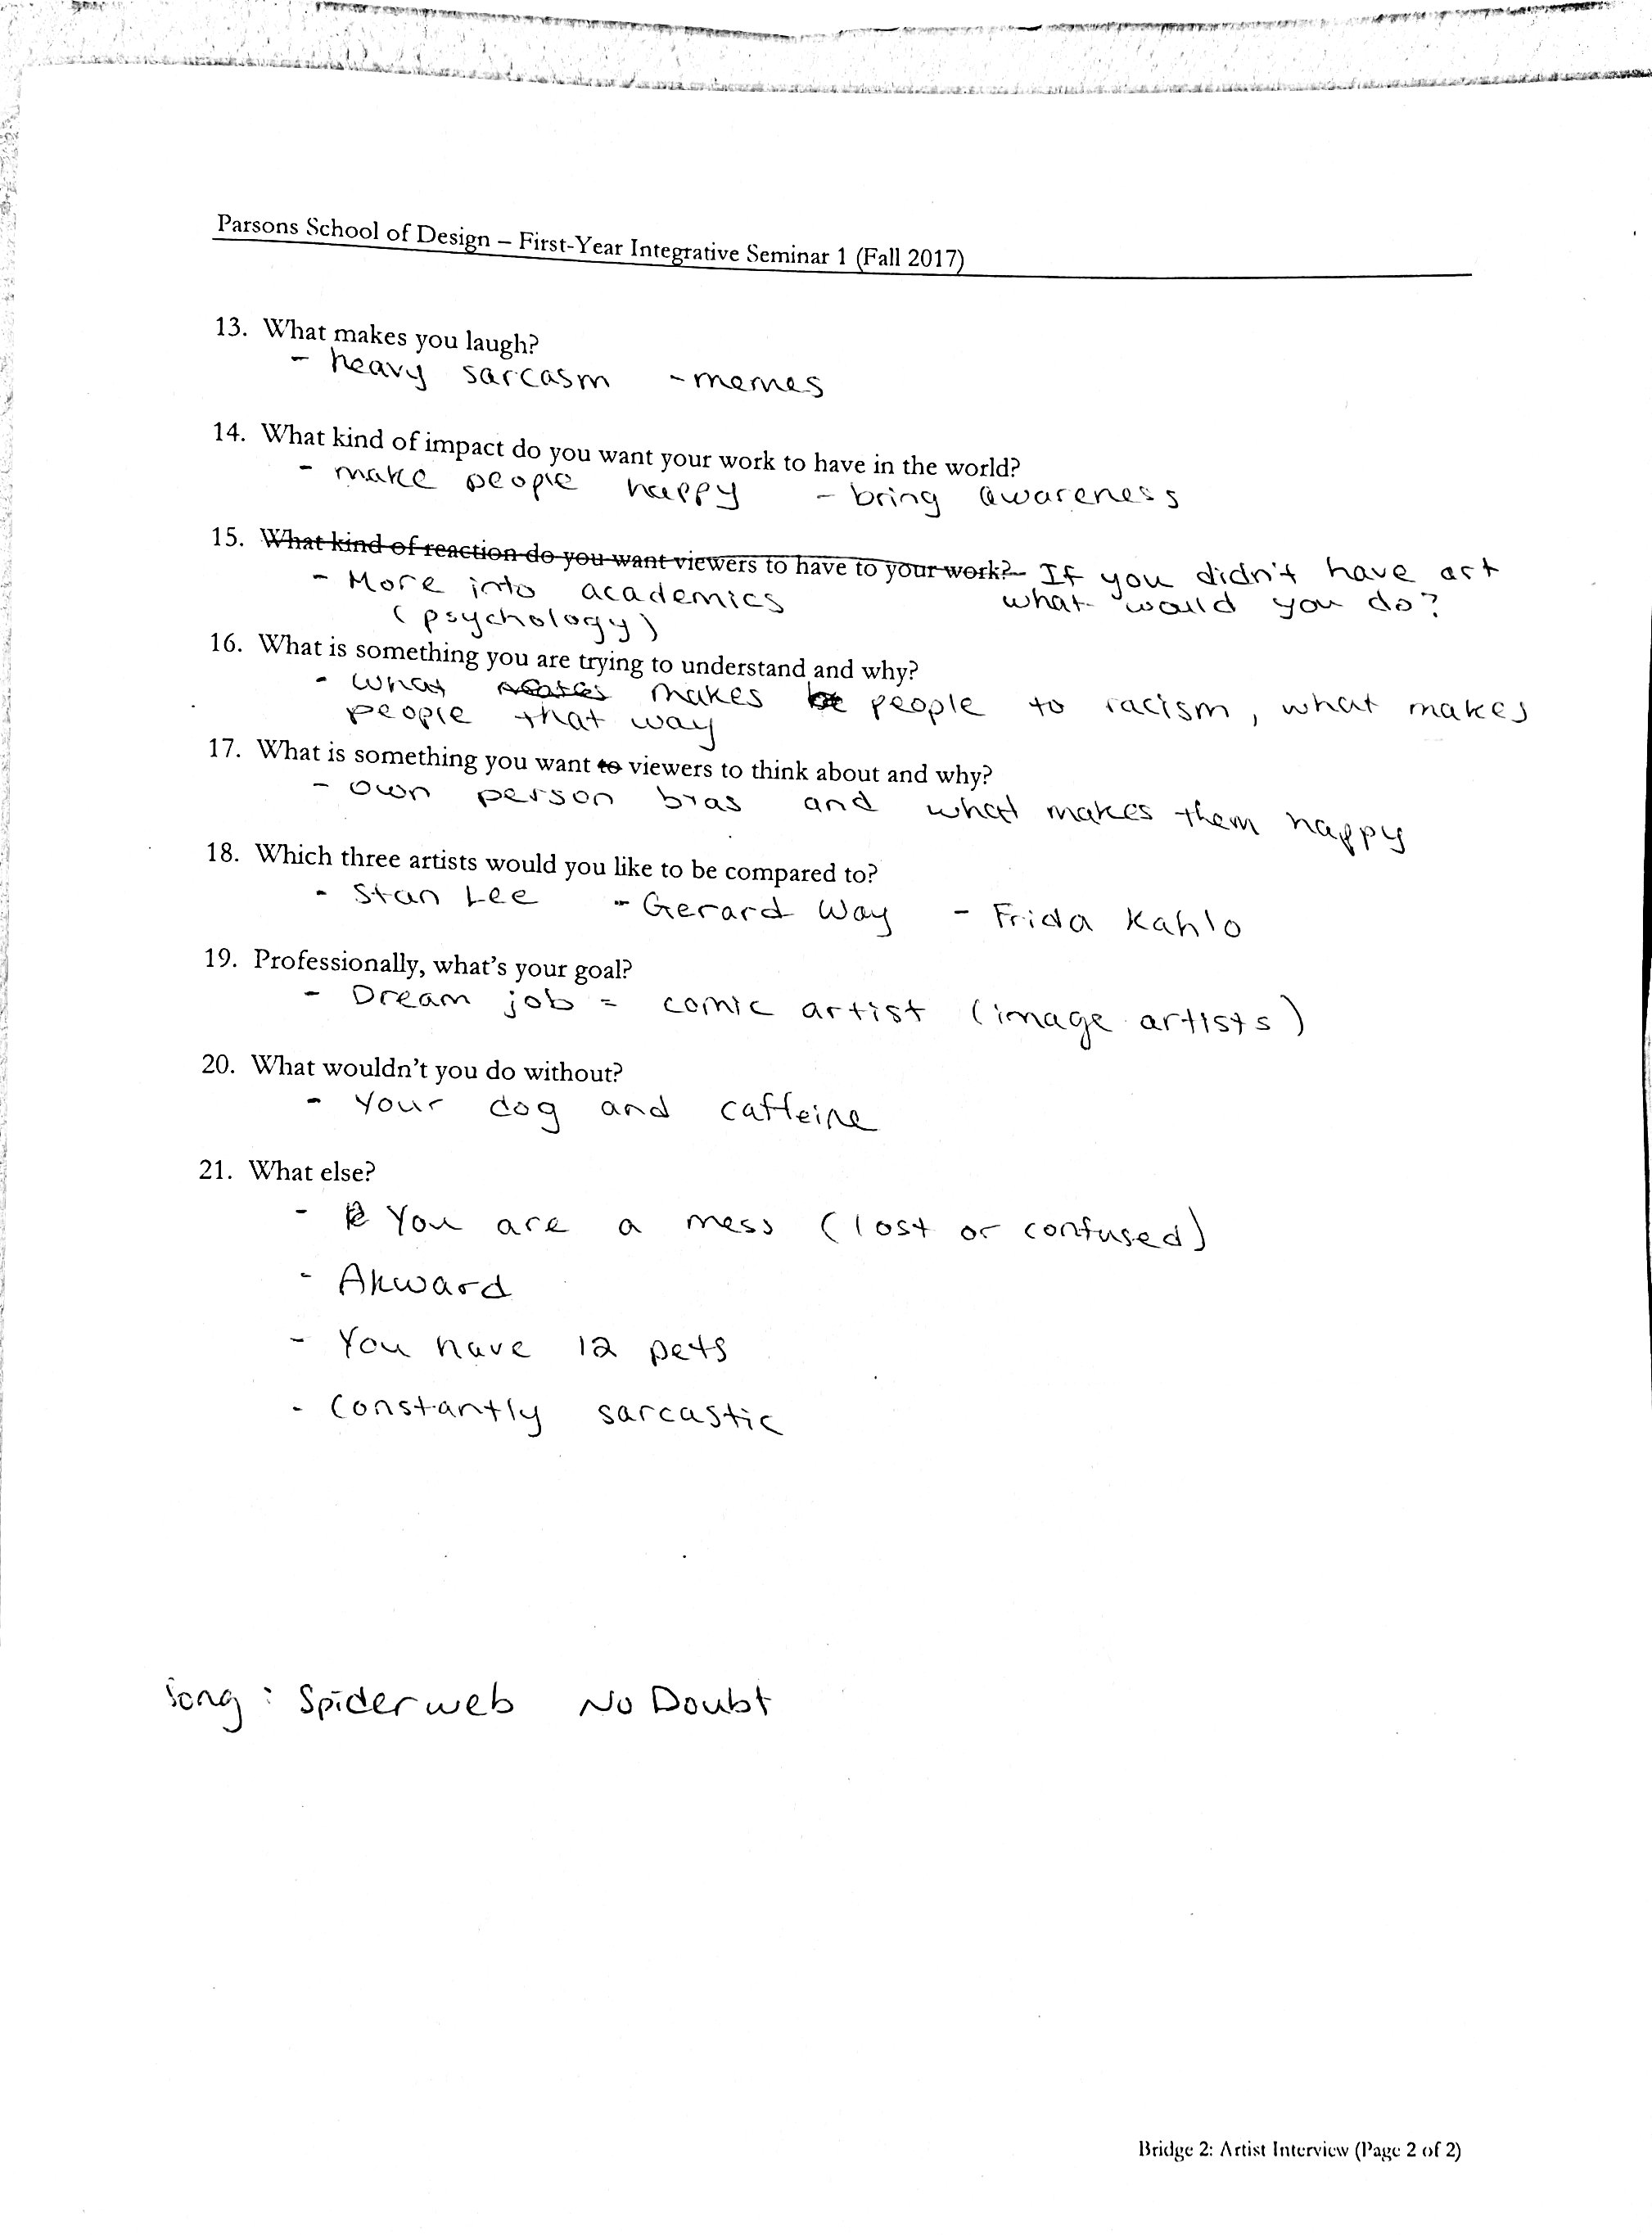 Parsons School of Design – First-Year Integrative Seminar 1 (Fall 2017)
13. What makes you laugh?
- heavy sarcasm - memes
14. What kind of impact do you want your work to have in the world?
- make people happy - bring awareness
15. What kind of reaction do you want viewers to have to your work? If you didn't have art
- More into academics what would you do?
(psychology)
16. What is something you are trying to understand and why?
- What makes people to racism, what makes
people that way
17. What is something you want to viewers to think about and why?
- own person bias and what makes them happy
18. Which three artists would you like to be compared to?
- Stan Lee - Gerard Way - Frida Kahlo
19. Professionally, what's your goal?
- Dream job = comic artist (image artists)
20. What wouldn't you do without?
- Your dog and caffeine
21. What else?
- You are a mess (lost or confused)
- Akward
- You have 12 pets
- Constantly sarcastic
Song: Spiderweb No Doubt
Bridge 2: Artist Interview (Page 2 of 2)